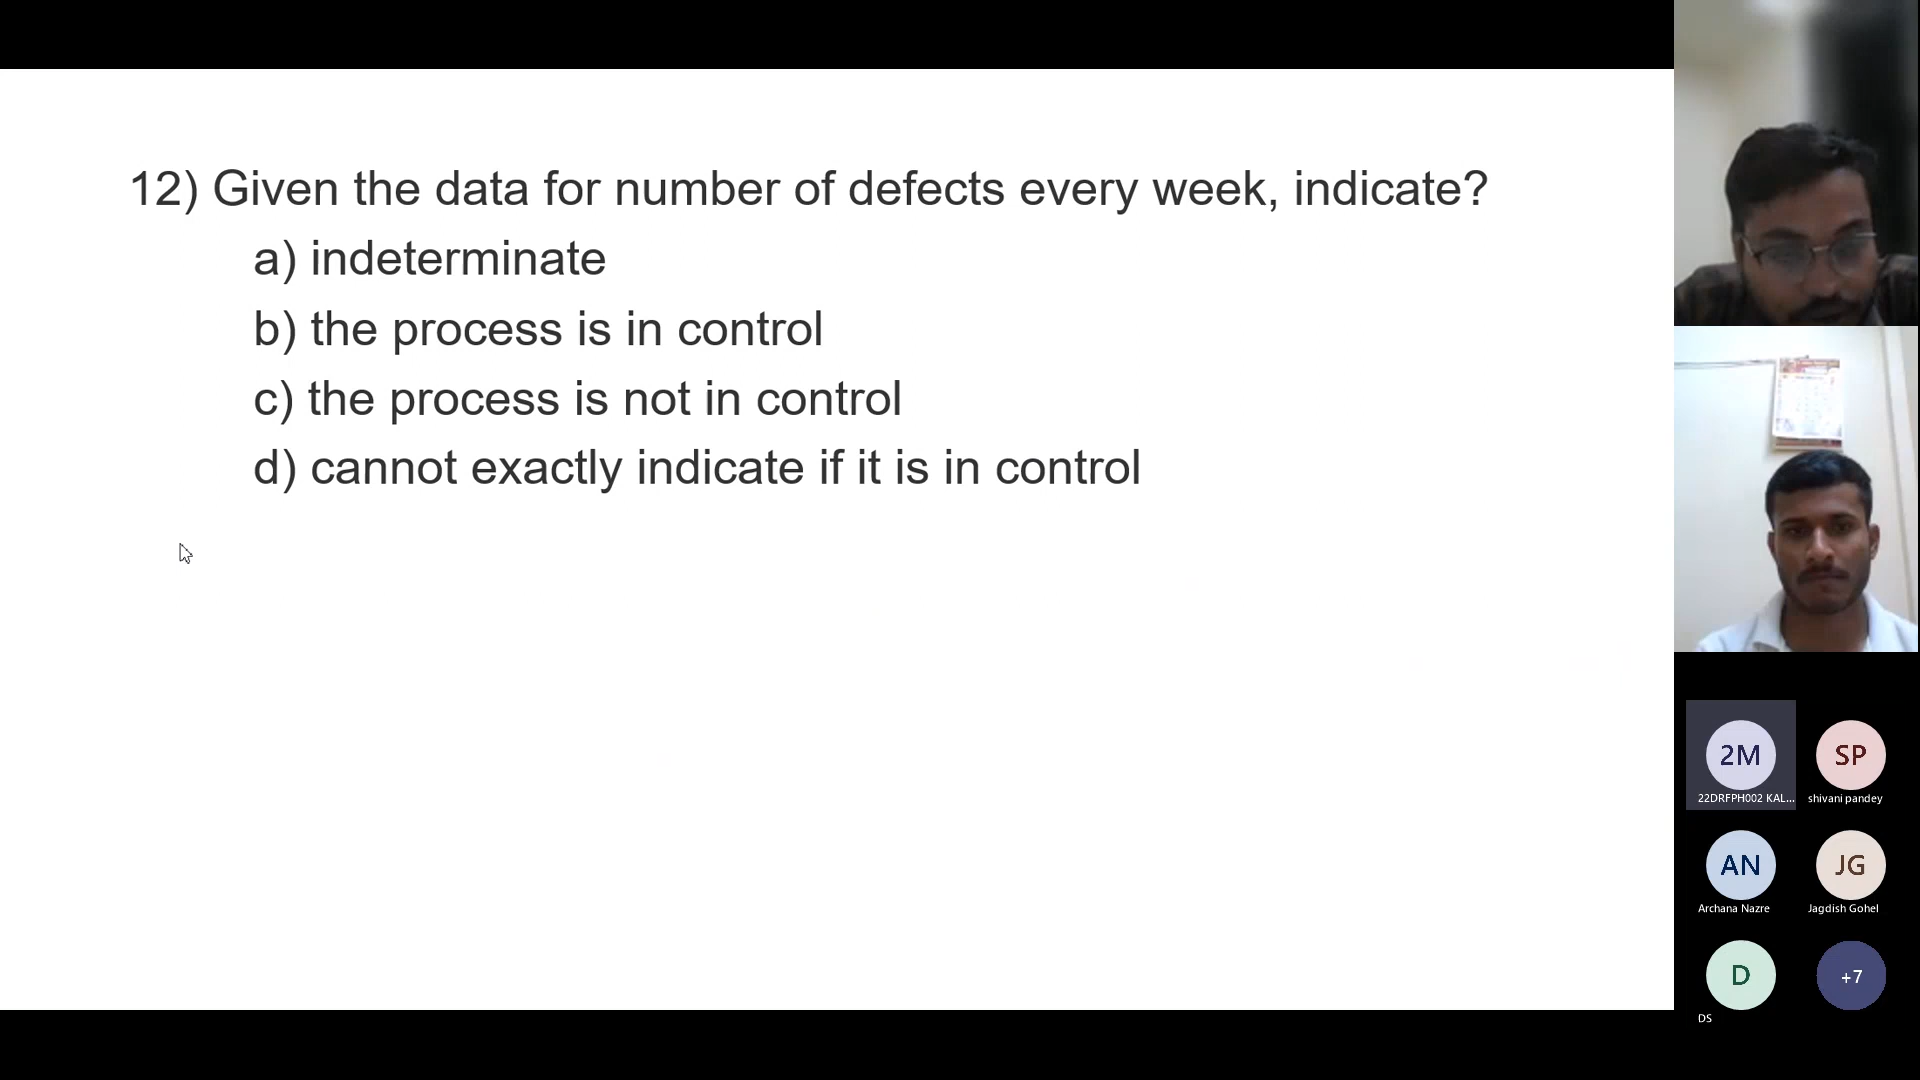 12) Given the data for number of defects every week, indicate?
a) indeterminate
b) the process is in control
c) the process is not in control
d) cannot exactly indicate if it is in control
2M
SP
22DRFPH002 KAL...
shivani pandey
AN
JG
Archana Nazre
Jagdish Gohel
D
+7
DS